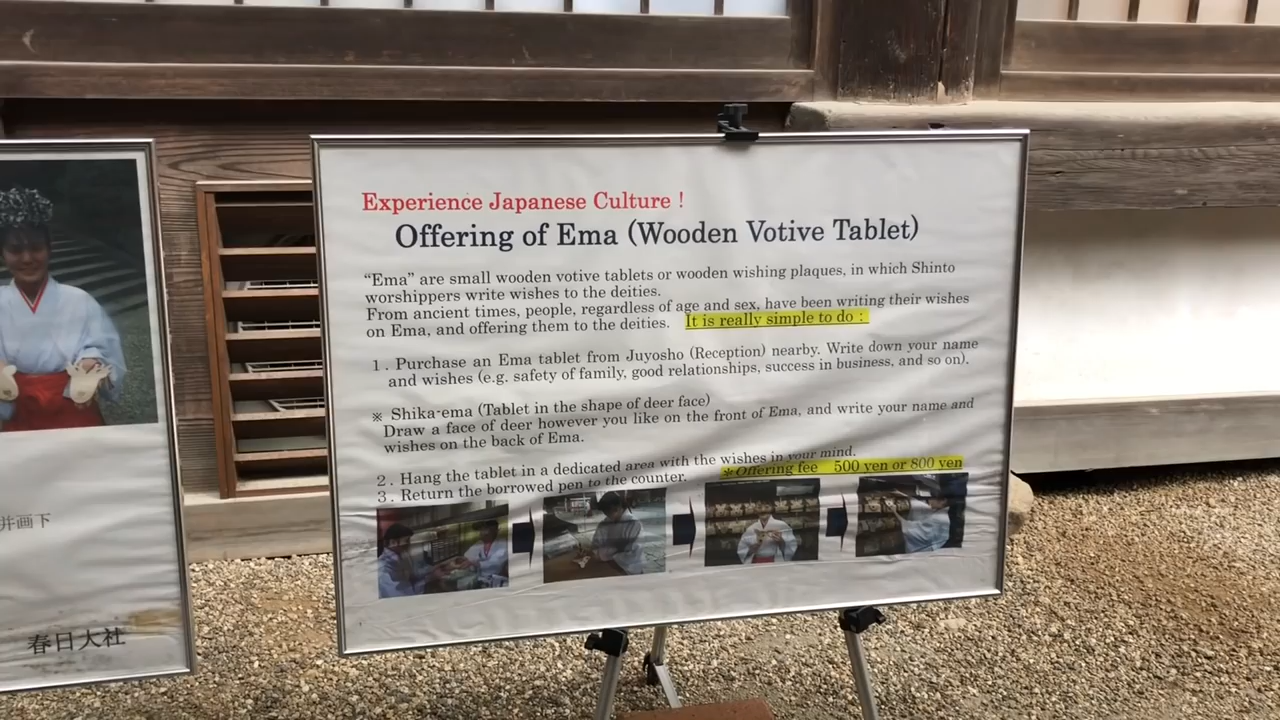 Experience Japanese Culture !
Offering of Ema (Wooden Votive Tablet)
“Ema” are small wooden votive tablets or wooden wishing plaques, in which Shinto
worshippers write wishes to the deities.
From ancient times, people, regardless of age and sex, have been writing their wishes
on Ema, and offering them to the deities. It is really simple to do :
1. Purchase an Ema tablet from Juyosho (Reception) nearby. Write down your name
and wishes (e.g. safety of family, good relationships, success in business, and so on).
※ Shika-ema (Tablet in the shape of deer face)
Draw a face of deer however you like on the front of Ema, and write your name and
wishes on the back of Ema.
2. Hang the tablet in a dedicated area with the wishes in your mind.
3. Return the borrowed pen to the counter. ※Offering fee 500 yen or 800 yen
井画下
春日大社